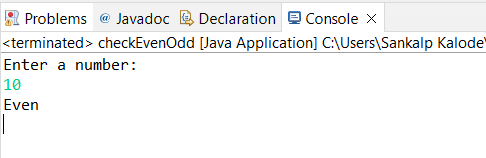 Problems @ Javadoc Declaration Console
<terminated> checkEvenOdd [Java Application] C:\Users\Sankalp Kalode\
Enter a number:
10
Even